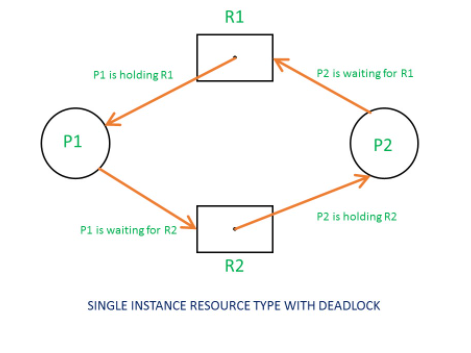 R1
P1 is holding R1
P2 is waiting for R1
P1
P2
P1 is waiting for R2
P2 is holding R2
R2
SINGLE INSTANCE RESOURCE TYPE WITH DEADLOCK